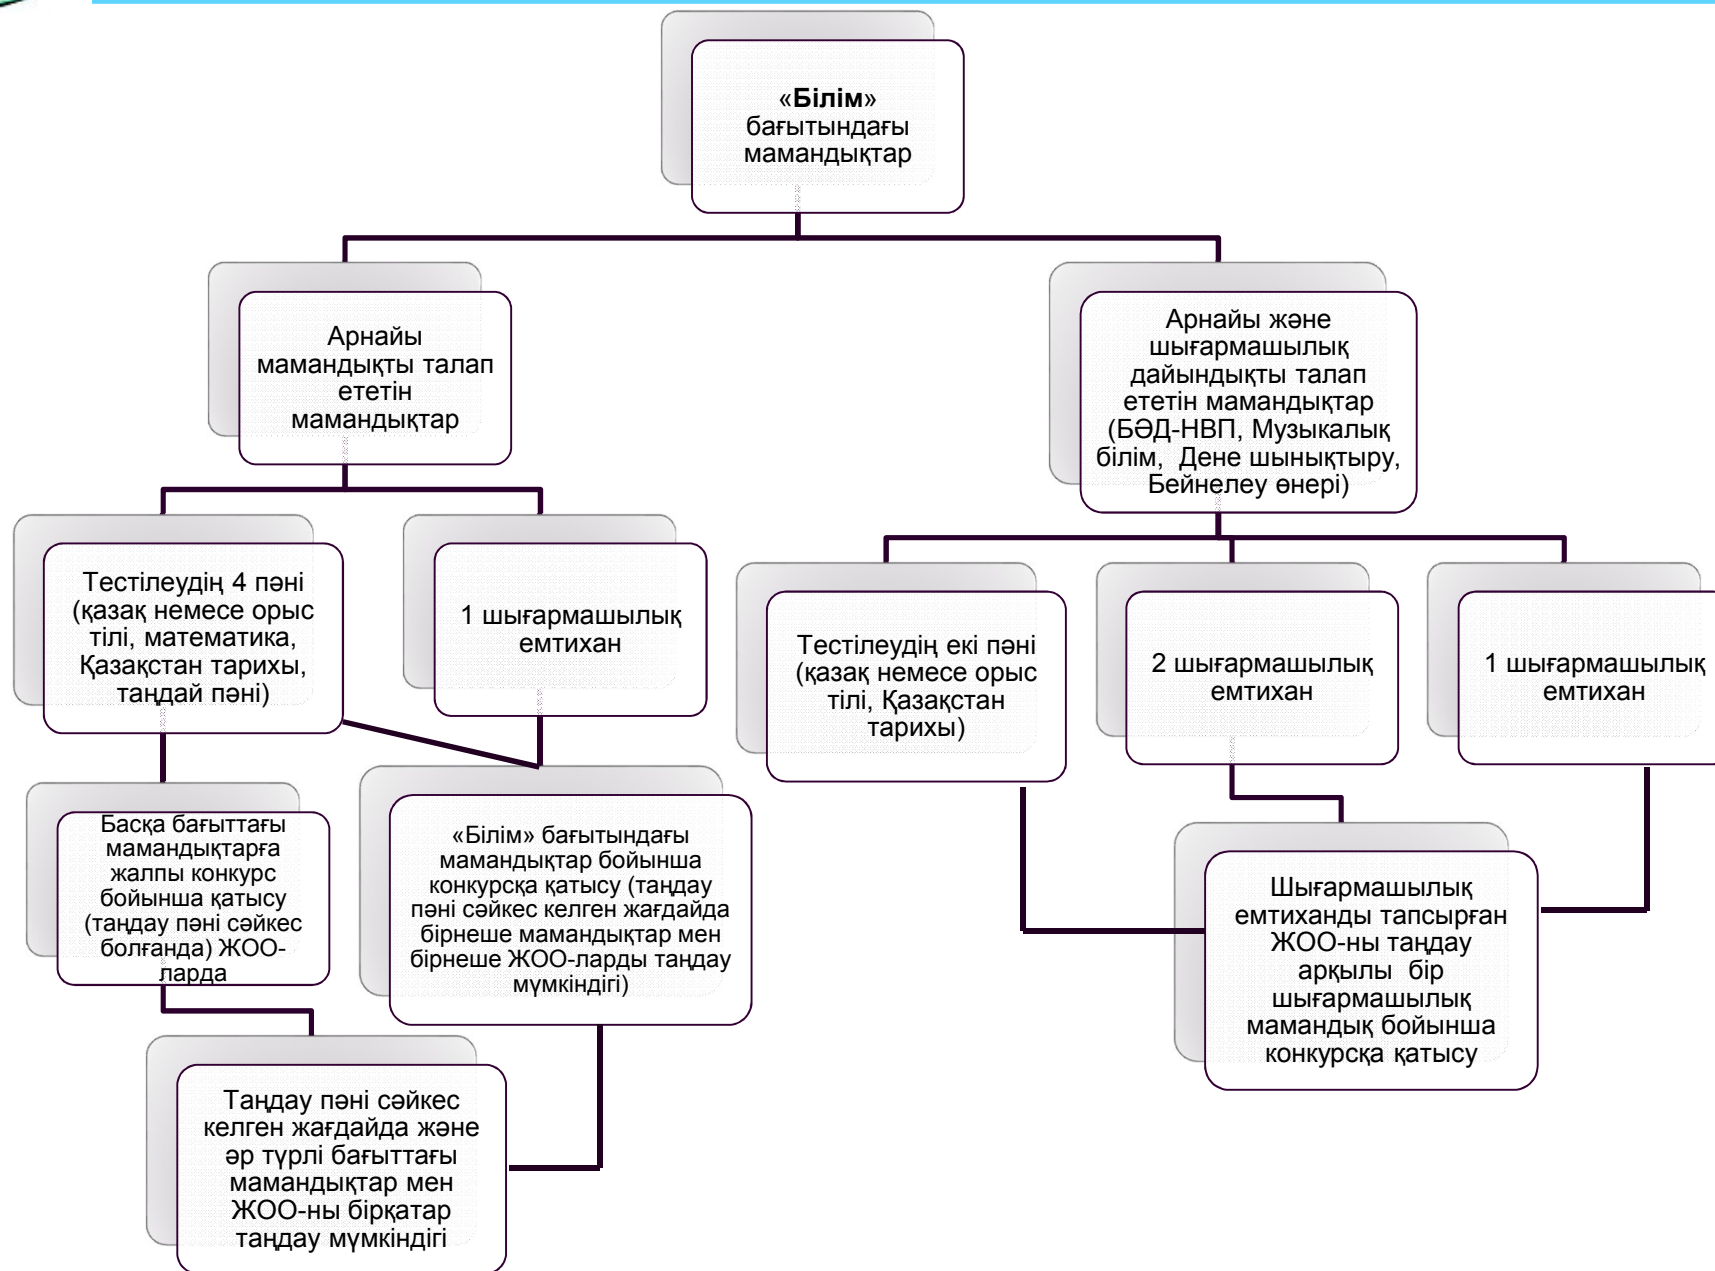 «Білім»
бағытындағы
мамандықтар
Арнайы
мамандықты талап
ететін
мамандықтар
Арнайы және
шығармашылық
дайындықты талап
ететін мамандықтар
(БӘД-НВП, Музыкалық
білім, Дене шынықтыру,
Бейнелеу өнері)
Тестілеудің 4 пәні
(қазақ немесе орыс
тілі, математика,
Қазақстан тарихы,
таңдай пәні)
1 шығармашылық
емтихан
Тестілеудің екі пәні
(қазақ немесе орыс
тілі, Қазақстан
тарихы)
2 шығармашылық
емтихан
1 шығармашылық
емтихан
Басқа бағыттағы
мамандықтарға
жалпы конкурс
бойынша қатысу
(таңдау пәні сәйкес
болғанда) ЖОО-
ларда
«Білім» бағытындағы
мамандықтар бойынша
конкурсқа қатысу (таңдау
пәні сәйкес келген жағдайда
бірнеше мамандықтар мен
бірнеше ЖОО-ларды таңдау
мүмкіндігі)
Шығармашылық
емтиханды тапсырған
ЖОО-ны таңдау
арқылы бір
шығармашылық
мамандық бойынша
конкурсқа қатысу
Таңдау пәні сәйкес
келген жағдайда және
әр түрлі бағыттағы
мамандықтар мен
ЖОО-ны бірқатар
таңдау мүмкіндігі